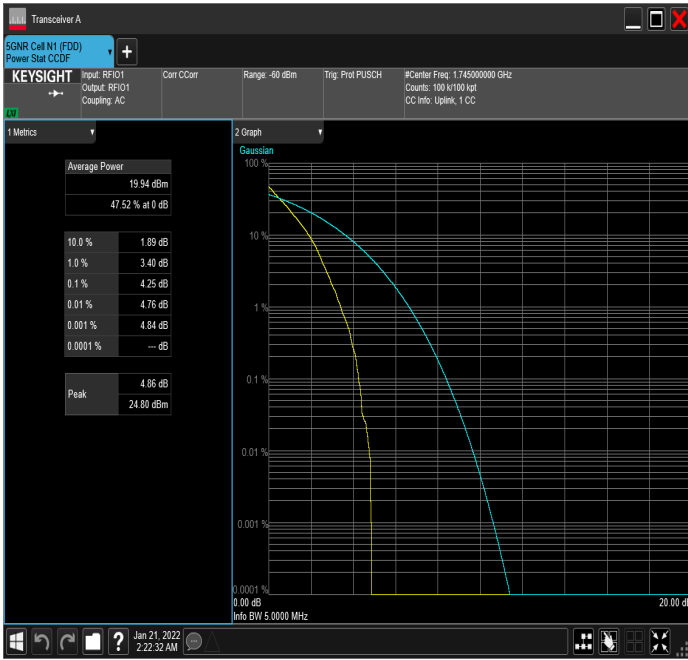 Transceiver A
5GNR Cell N1 (FDD)
Power Stat CCDF
+
KEYSIGHT
LXI
Input: RFIO1
Output: RFIO1
Coupling: AC
Corr CCorr
Range: -60 dBm
Trig: Prot PUSCH
#Center Freq: 1.745000000 GHz
Counts: 100 k/100 kpt
CC Info: Uplink, 1 CC
1 Metrics
Average Power
19.94 dBm
47.52 % at 0 dB
10.0 % 1.89 dB
1.0 % 3.40 dB
0.1 % 4.25 dB
0.01 % 4.76 dB
0.001 % 4.84 dB
0.0001 % --- dB
Peak
4.86 dB
24.80 dBm
2 Graph
Gaussian
100 %
10 %
1 %
0.1 %
0.01 %
0.001 %
0.0001 %
0.00 dB
20.00 dB
Info BW 5.0000 MHz
?
Jan 21, 2022
2:22:32 AM